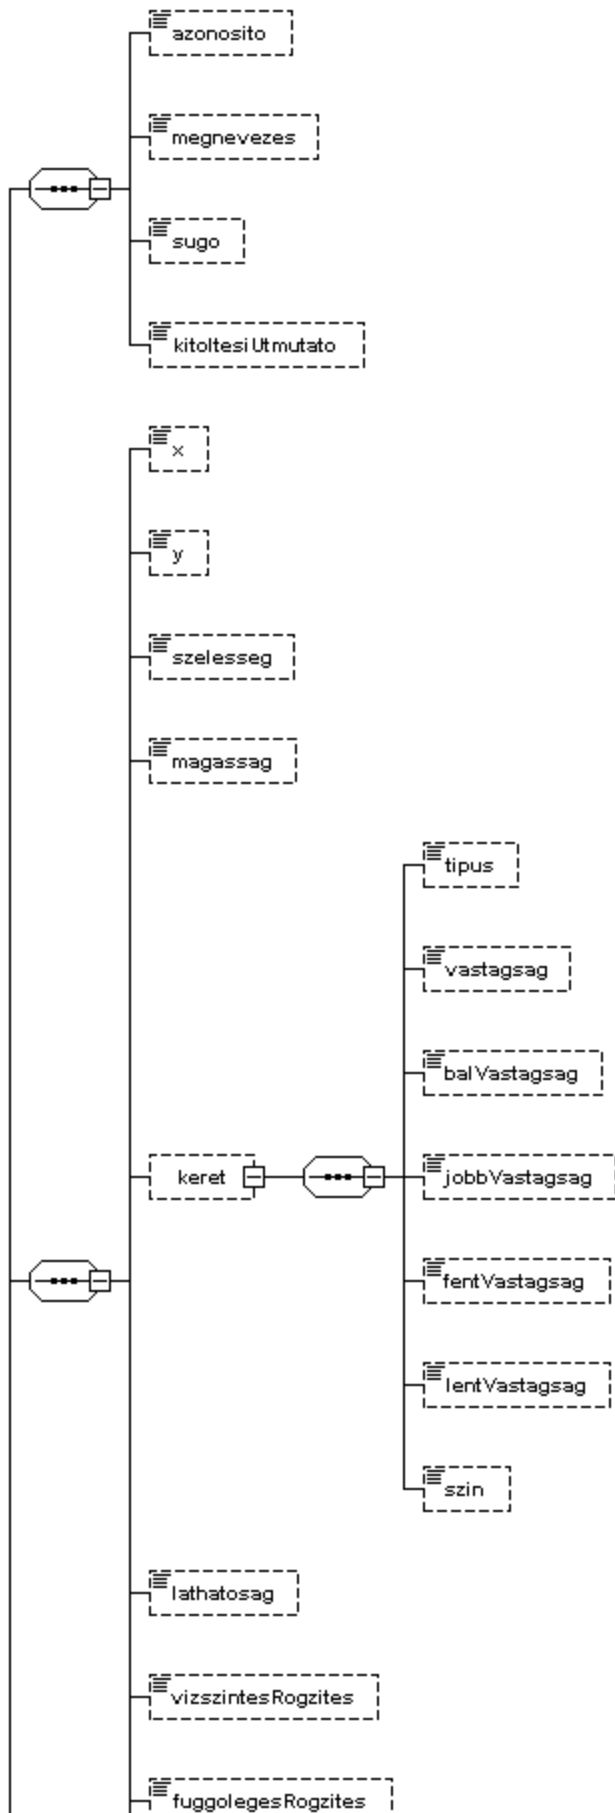 azonosito
megnevezes
sugo
kitoltesiUtmutato
x
y
szelesseg
magassag
tipus
vastagsag
balVastagsag
keret
jobbVastagsag
fentVastagsag
lentVastagsag
szin
lathatosag
vizszintesRogzites
fuggolegesRogzites